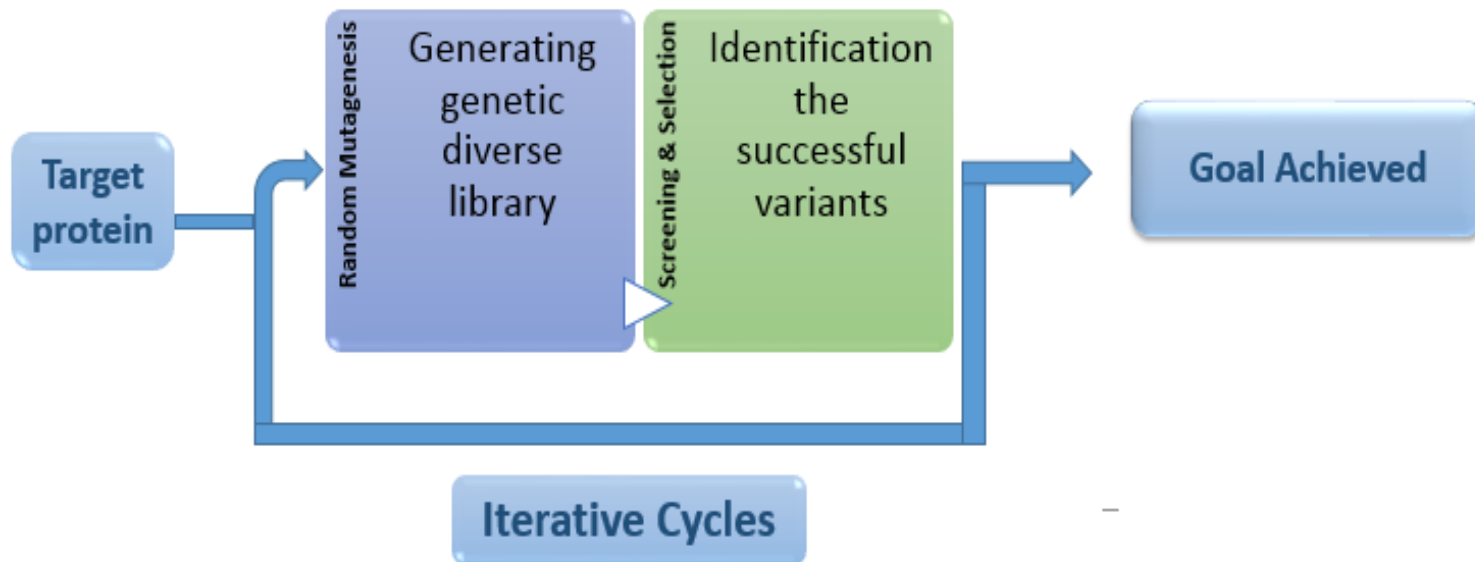 Target
protein
Random Mutagenesis
Generating
genetic
diverse
library
Screening & Selection
Identification
the
successful
variants
Goal Achieved
Iterative Cycles